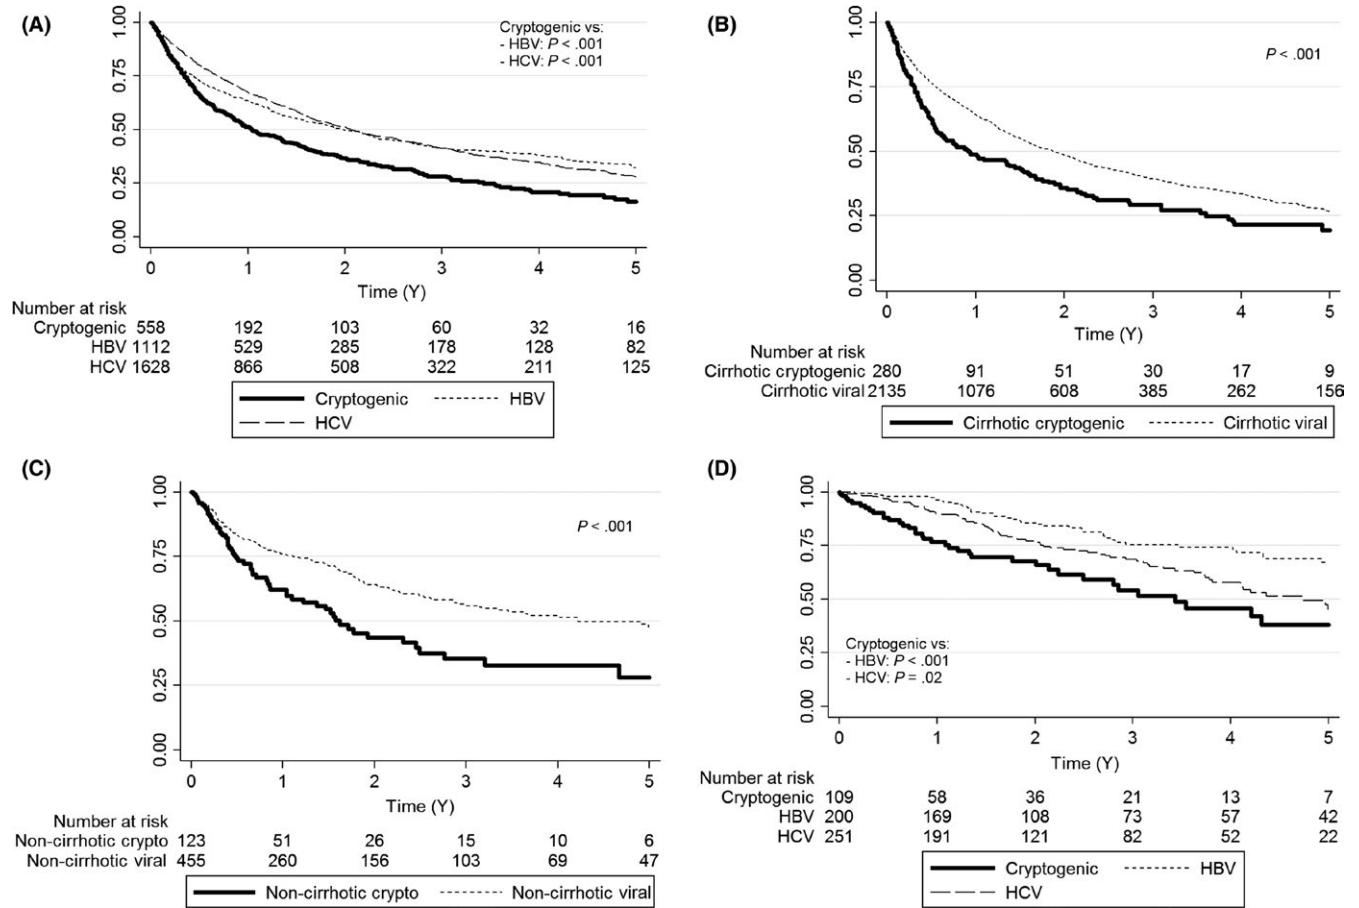 (A)
1.00
0.75
0.50
0.25
0.00
Cryptogenic vs:
- HBV: P < .001
- HCV: P < .001
0 1 2 3 4 5
Time (Y)
Number at risk
Cryptogenic 558 192 103 60 32 16
HBV 1112 529 285 178 128 82
HCV 1628 866 508 322 211 125
Cryptogenic HBV
HCV
(B)
1.00
0.75
0.50
0.25
0.00
P < .001
0 1 2 3 4 5
Time (Y)
Number at risk
Cirrhotic cryptogenic 280 91 51 30 17 9
Cirrhotic viral 2135 1076 608 385 262 156
Cirrhotic cryptogenic Cirrhotic viral
(C)
1.00
0.75
0.50
0.25
0.00
P < .001
0 1 2 3 4 5
Time (Y)
Number at risk
Non-cirrhotic crypto 123 51 26 15 10 6
Non-cirrhotic viral 455 260 156 103 69 47
Non-cirrhotic crypto Non-cirrhotic viral
(D)
1.00
0.75
0.50
0.25
0.00
Cryptogenic vs:
- HBV: P < .001
- HCV: P = .02
0 1 2 3 4 5
Time (Y)
Number at risk
Cryptogenic 109 58 36 21 13 7
HBV 200 169 108 73 57 42
HCV 251 191 121 82 52 22
Cryptogenic HBV
HCV